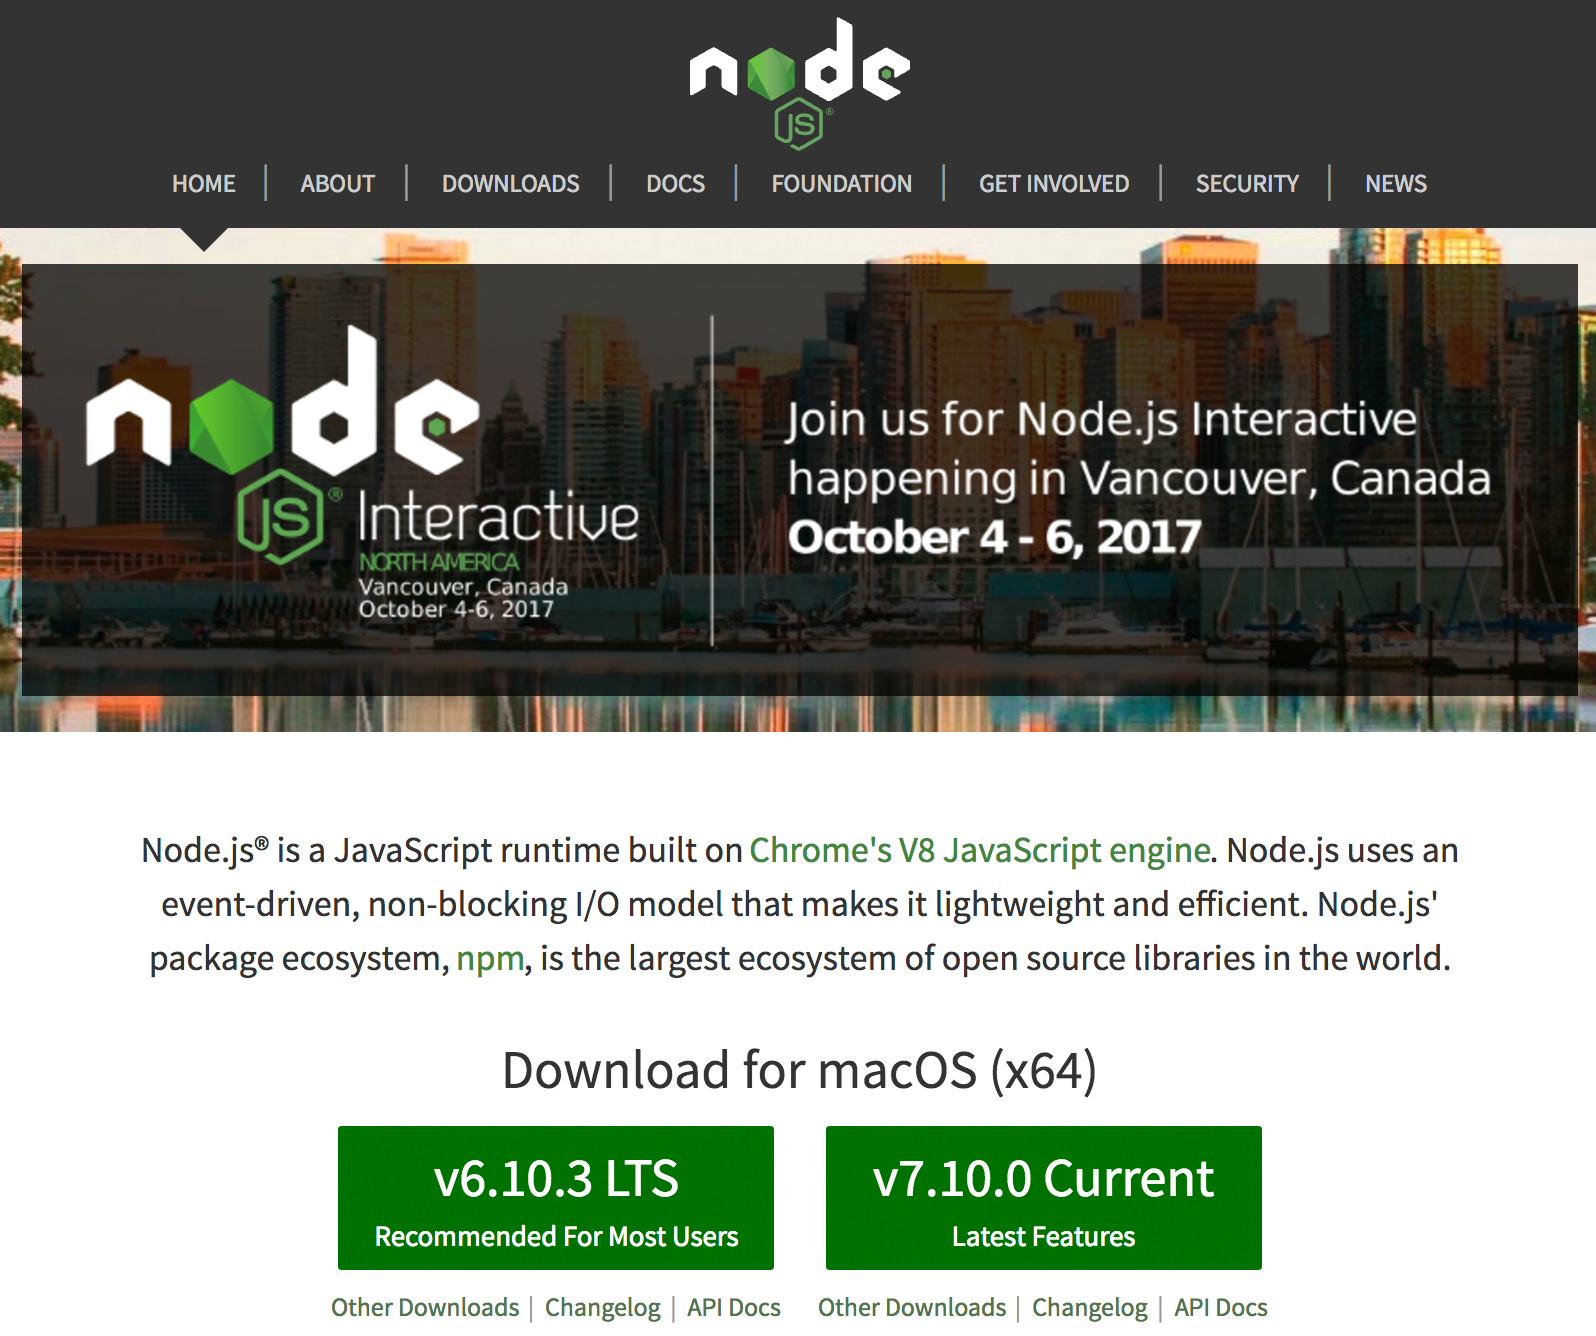 node
JS®
HOME | ABOUT | DOWNLOADS | DOCS | FOUNDATION | GET INVOLVED | SECURITY | NEWS
node
JS® Interactive
NORTH AMERICA
Vancouver, Canada
October 4-6, 2017
Join us for Node.js Interactive
happening in Vancouver, Canada
October 4 - 6, 2017
Node.js® is a JavaScript runtime built on Chrome's V8 JavaScript engine. Node.js uses an
event-driven, non-blocking I/O model that makes it lightweight and efficient. Node.js'
package ecosystem, npm, is the largest ecosystem of open source libraries in the world.
Download for macOS (x64)
v6.10.3 LTS
Recommended For Most Users
Other Downloads | Changelog | API Docs
v7.10.0 Current
Latest Features
Other Downloads | Changelog | API Docs